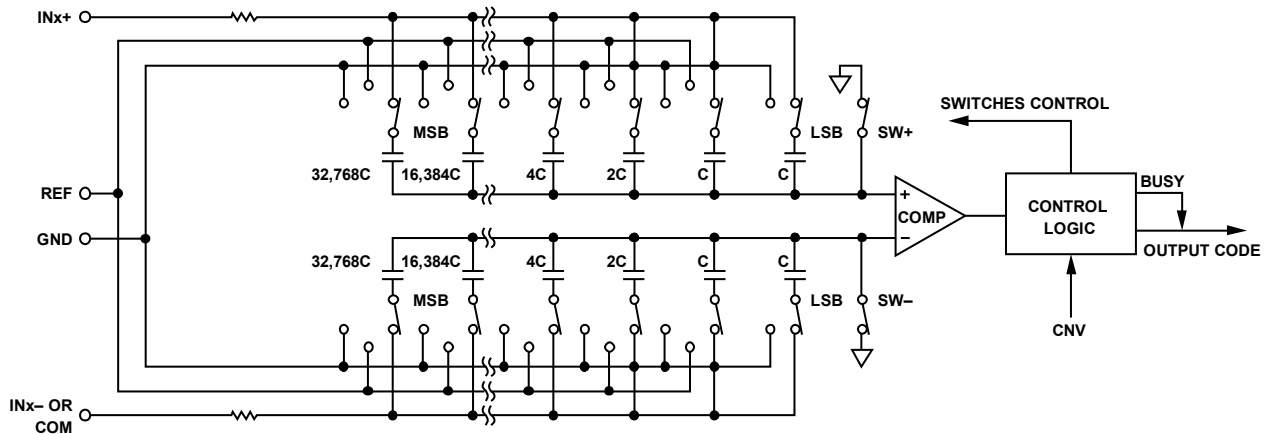 INx+
SWITCHES CONTROL
MSB
LSB
SW+
32,768C
16,384C
4C
2C
C
C
REF
+
BUSY
COMP
CONTROL
LOGIC
GND
−
OUTPUT CODE
32,768C
16,384C
4C
2C
C
C
MSB
LSB
SW−
CNV
INx− OR
COM